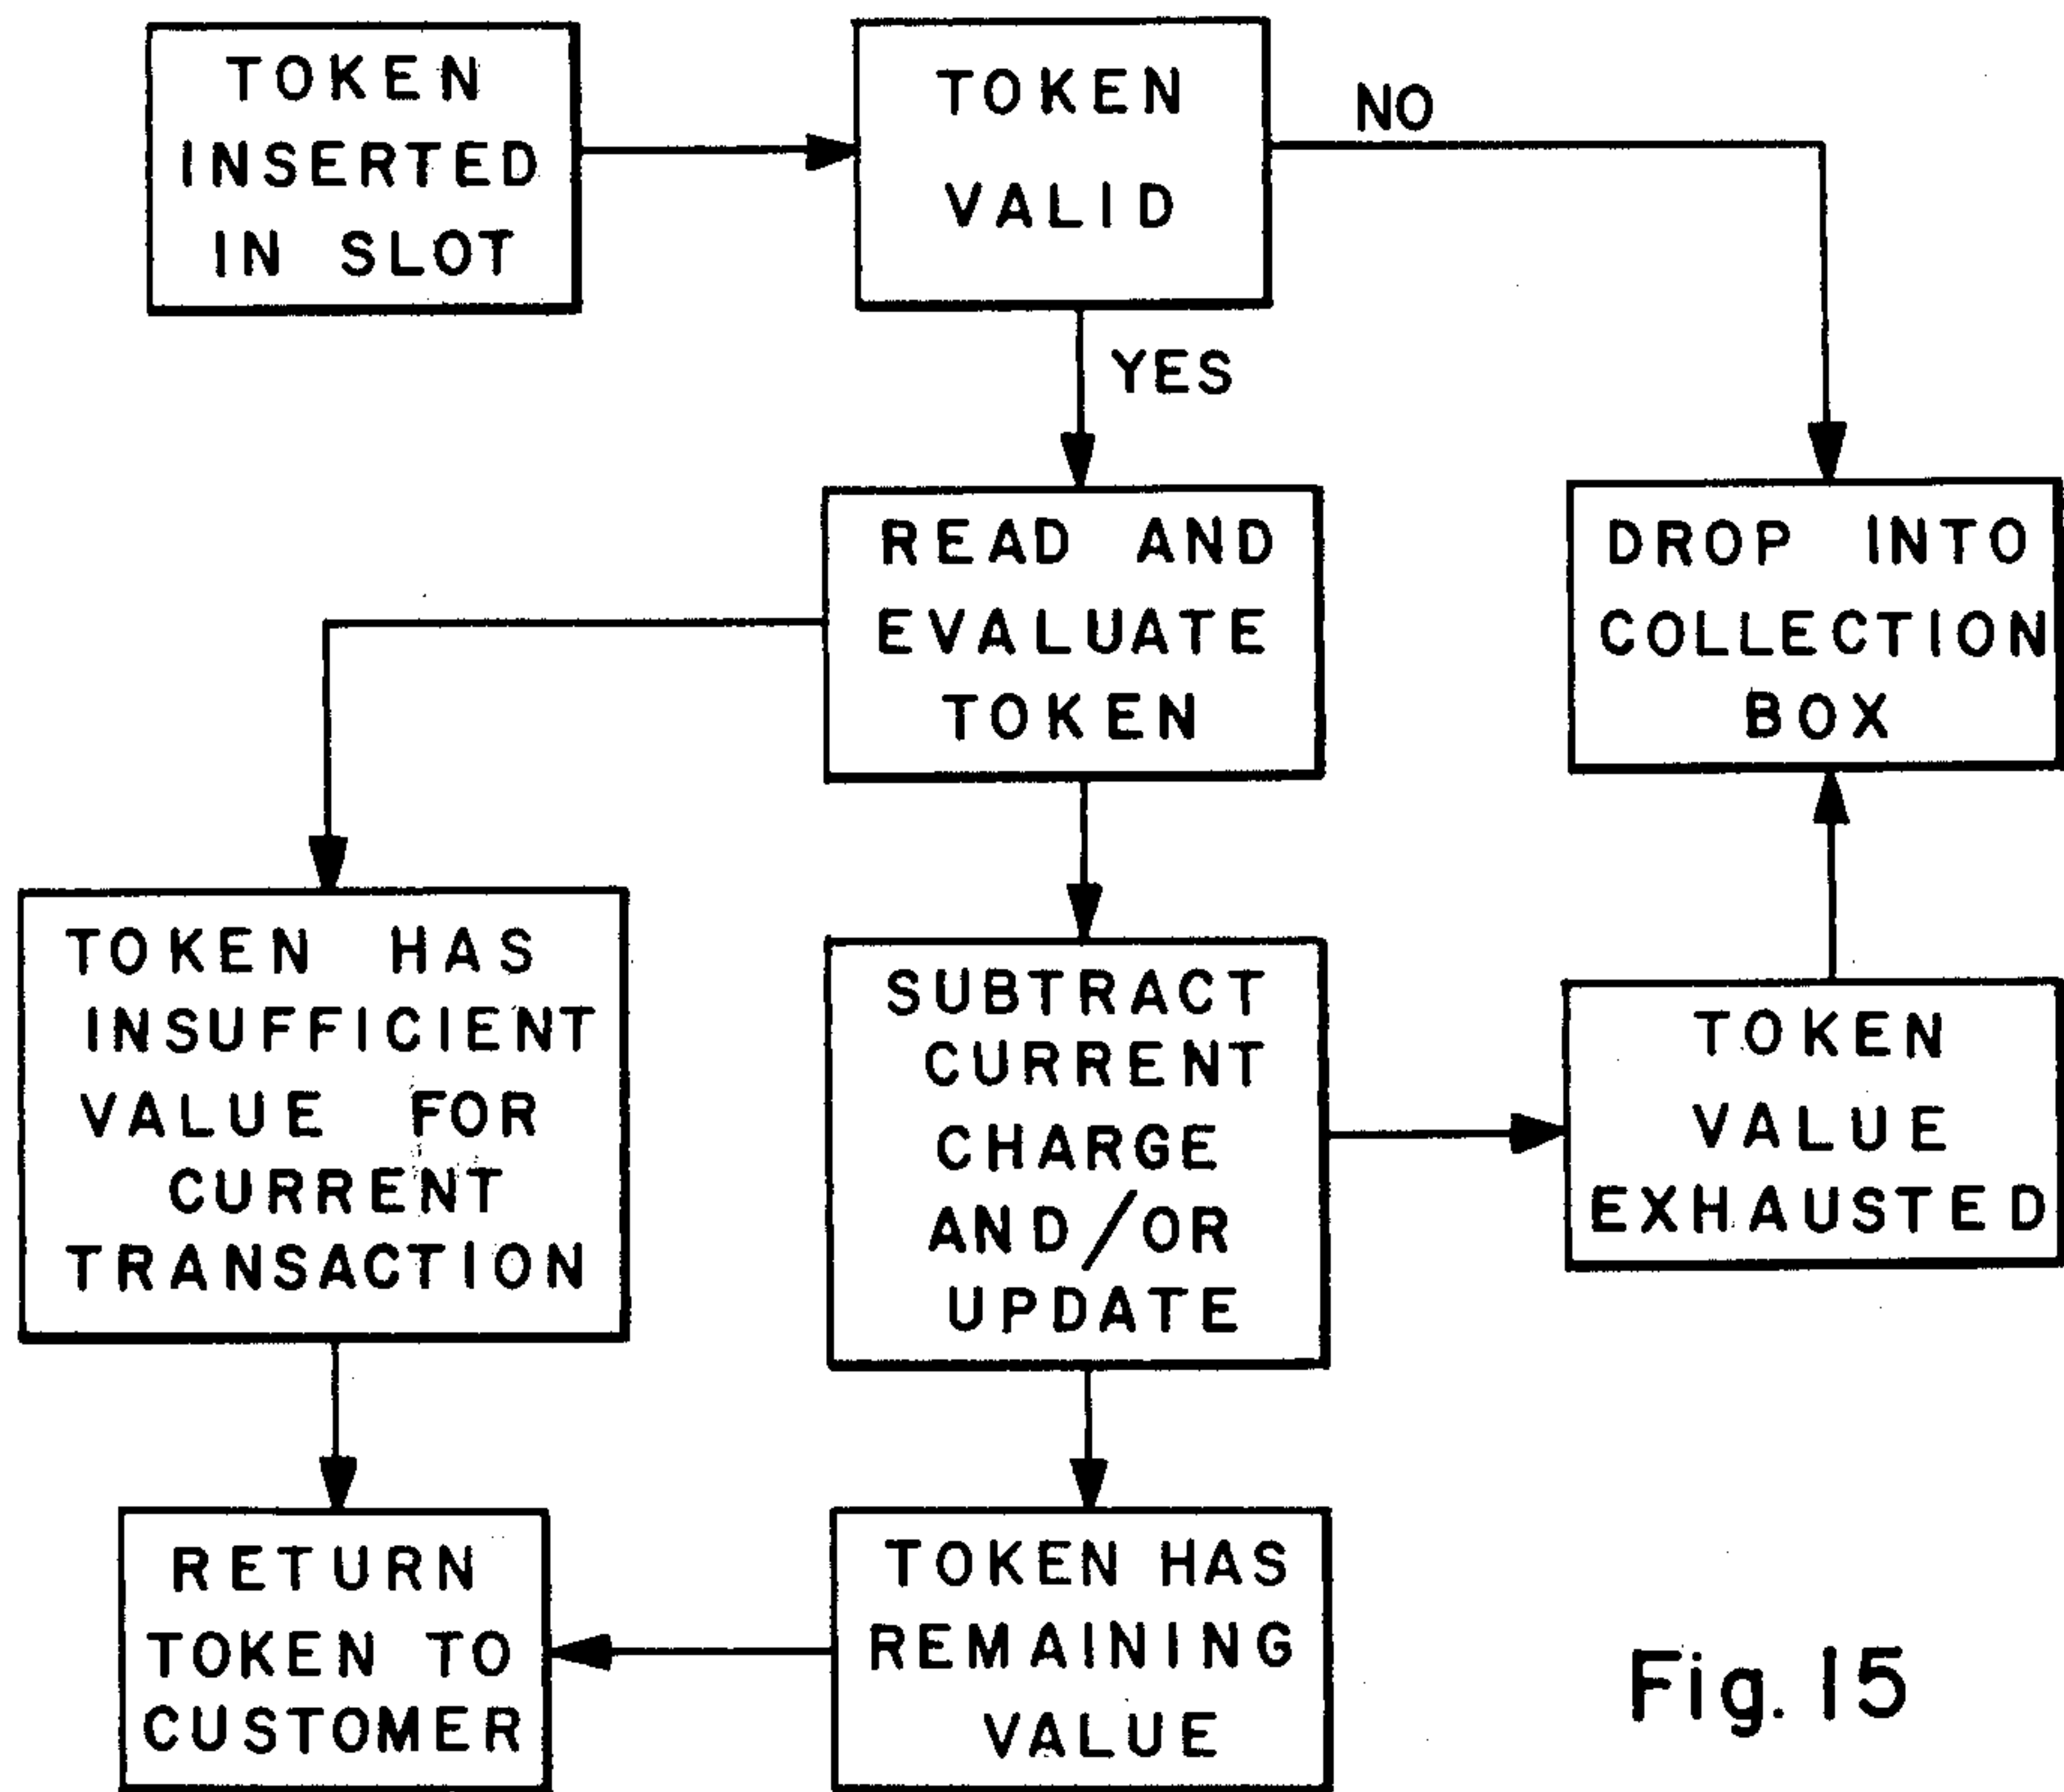 TOKEN
INSERTED
IN SLOT
TOKEN
VALID
NO
YES
READ AND
EVALUATE
TOKEN
DROP INTO
COLLECTION
BOX
TOKEN HAS
INSUFFICIENT
VALUE FOR
CURRENT
TRANSACTION
SUBTRACT
CURRENT
CHARGE
AND/OR
UPDATE
TOKEN
VALUE
EXHAUSTED
RETURN
TOKEN TO
CUSTOMER
TOKEN HAS
REMAINING
VALUE
Fig. 15